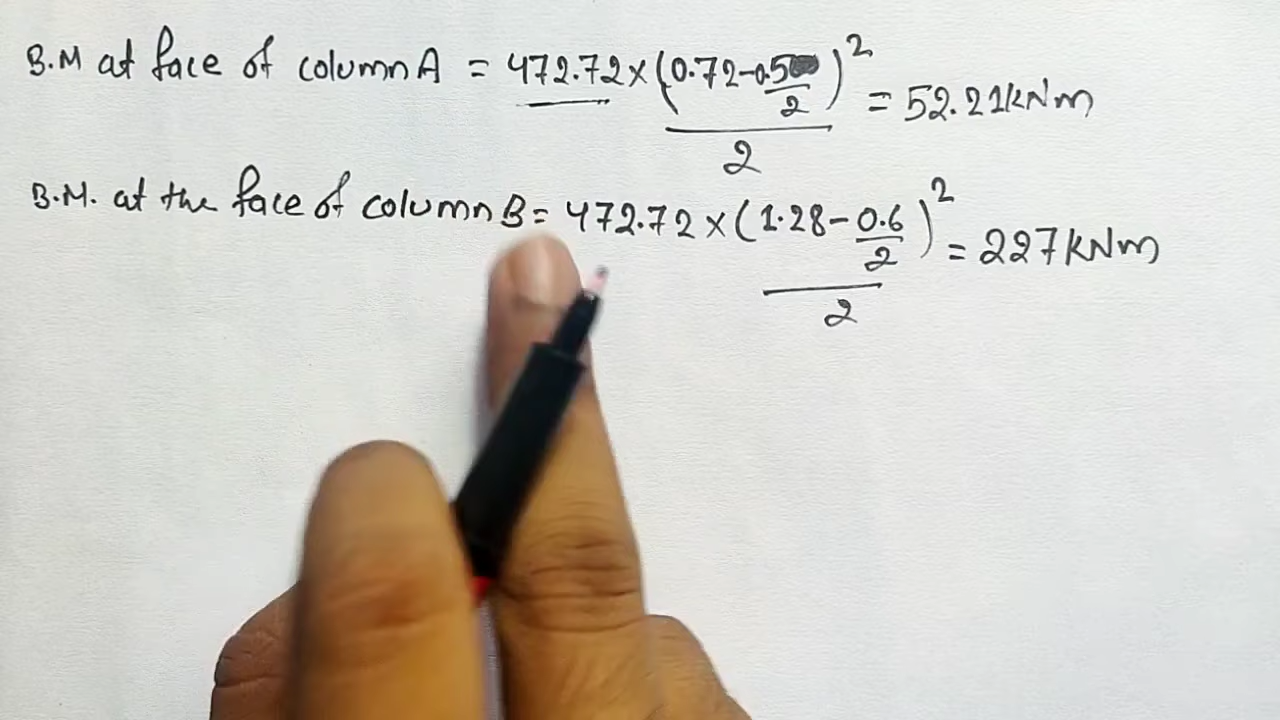 B.M at face of column A = 472.72 × (0.72-0.5/2)²/2 = 52.21 kNm
B.M. at the face of column B = 472.72 × (1.28-0.6/2)²/2 = 227 kNm